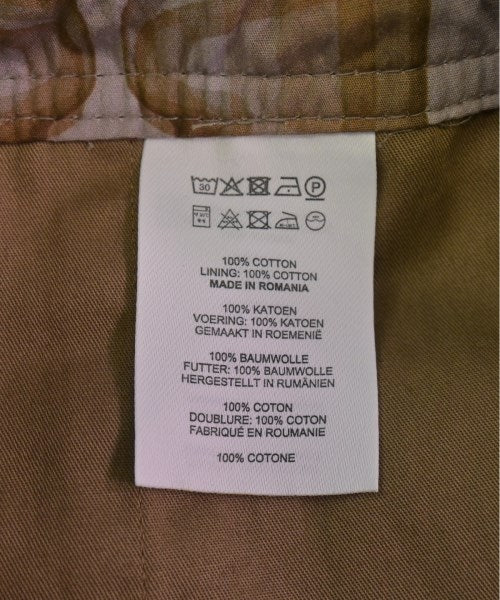 30 P
100% COTTON
LINING: 100% COTTON
MADE IN ROMANIA
100% KATOEN
VOERING: 100% KATOEN
GEMAAKT IN ROEMENIË
100% BAUMWOLLE
FUTTER: 100% BAUMWOLLE
HERGESTELLT IN RUMÄNIEN
100% COTON
DOUBLURE: 100% COTON
FABRIQUÉ EN ROUMANIE
100% COTONE